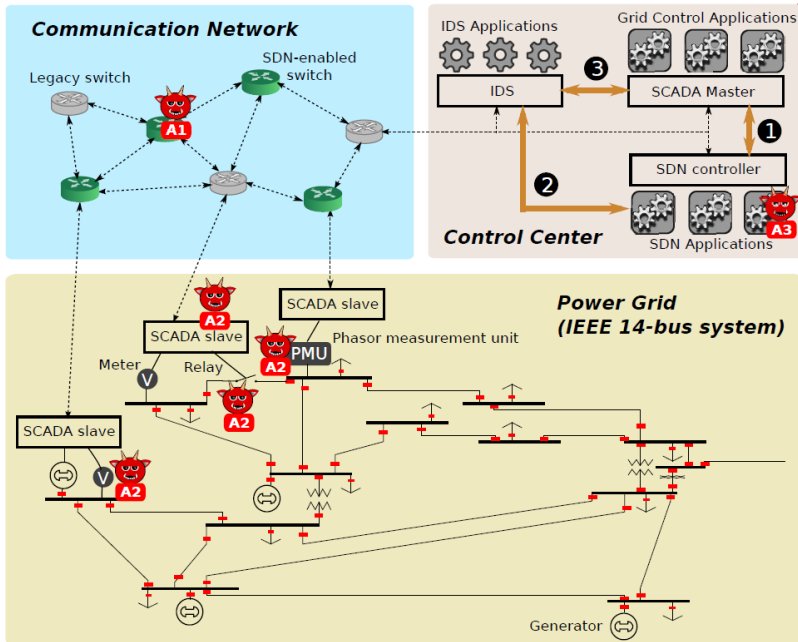 Communication Network
Legacy switch
SDN-enabled
switch
A1
IDS Applications
Grid Control Applications
IDS
3
SCADA Master
1
SDN controller
2
A3
SDN Applications
Control Center
SCADA slave
Power Grid
(IEEE 14-bus system)
A2
SCADA slave
Phasor measurement unit
PMU
A2
Meter
Relay
V
A2
SCADA slave
V
A2
Generator